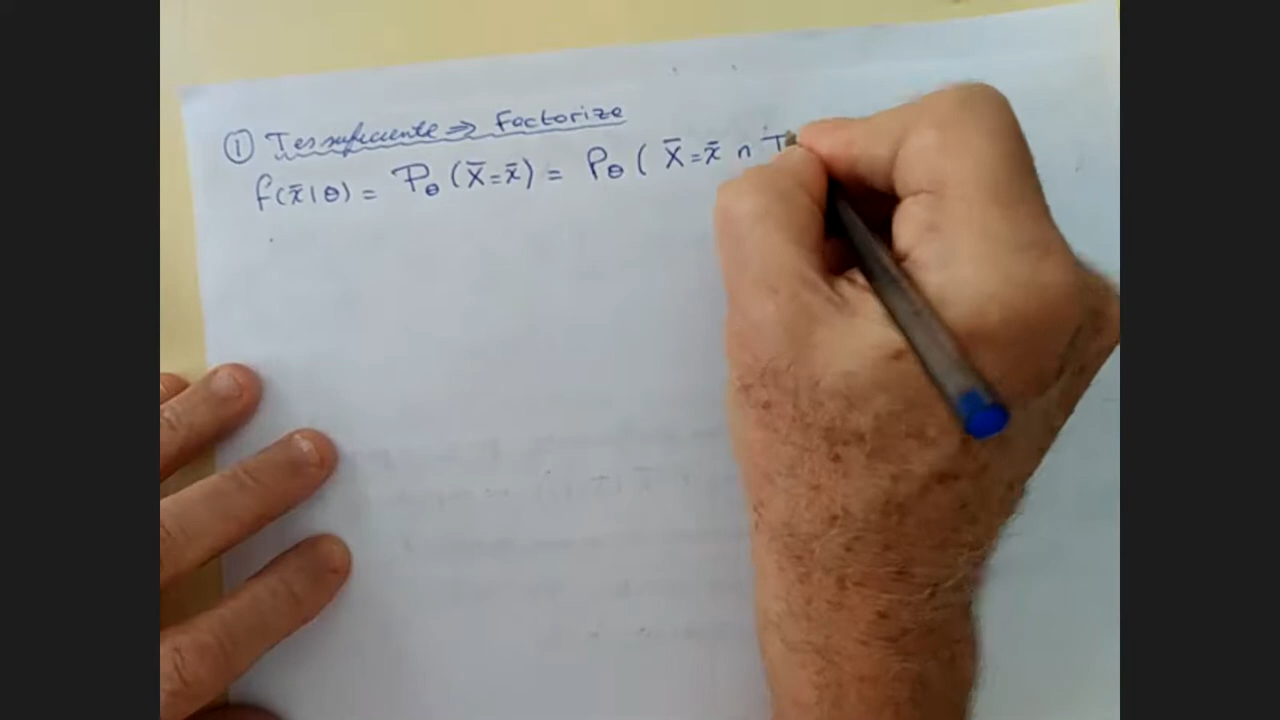 ① T es suficiente ⇒ Factorize
f(x̄|θ) = Pθ(X̄=x̄) = Pθ( X̄=x̄ ∩ T